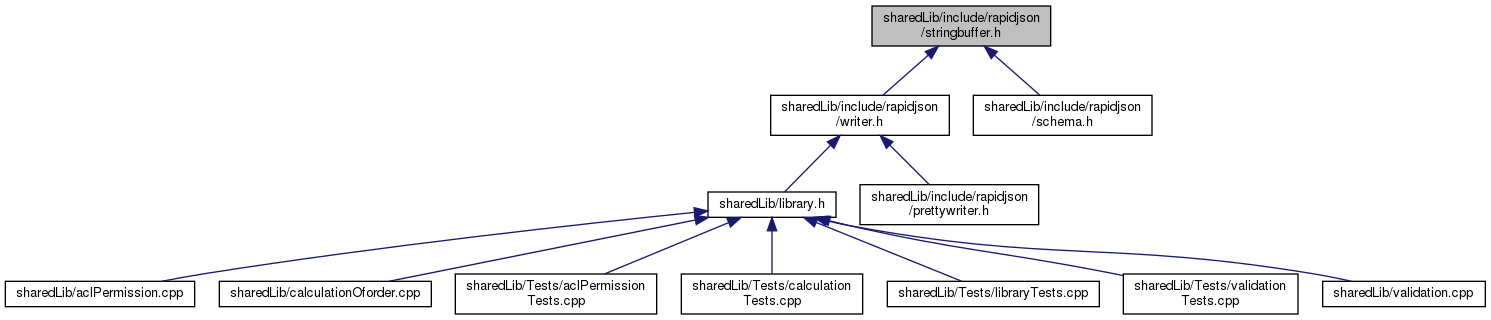 sharedLib/include/rapidjson
/stringbuffer.h
sharedLib/include/rapidjson
/writer.h
sharedLib/include/rapidjson
/schema.h
sharedLib/library.h
sharedLib/include/rapidjson
/prettywriter.h
sharedLib/aclPermission.cpp
sharedLib/calculationOforder.cpp
sharedLib/Tests/aclPermission
Tests.cpp
sharedLib/Tests/calculation
Tests.cpp
sharedLib/Tests/libraryTests.cpp
sharedLib/Tests/validation
Tests.cpp
sharedLib/validation.cpp